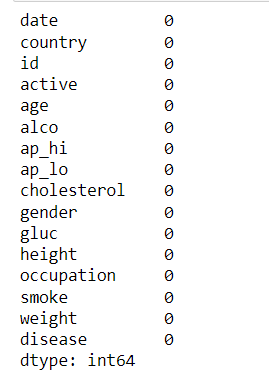 date 0
country 0
id 0
active 0
age 0
alco 0
ap_hi 0
ap_lo 0
cholesterol 0
gender 0
gluc 0
height 0
occupation 0
smoke 0
weight 0
disease 0
dtype: int64